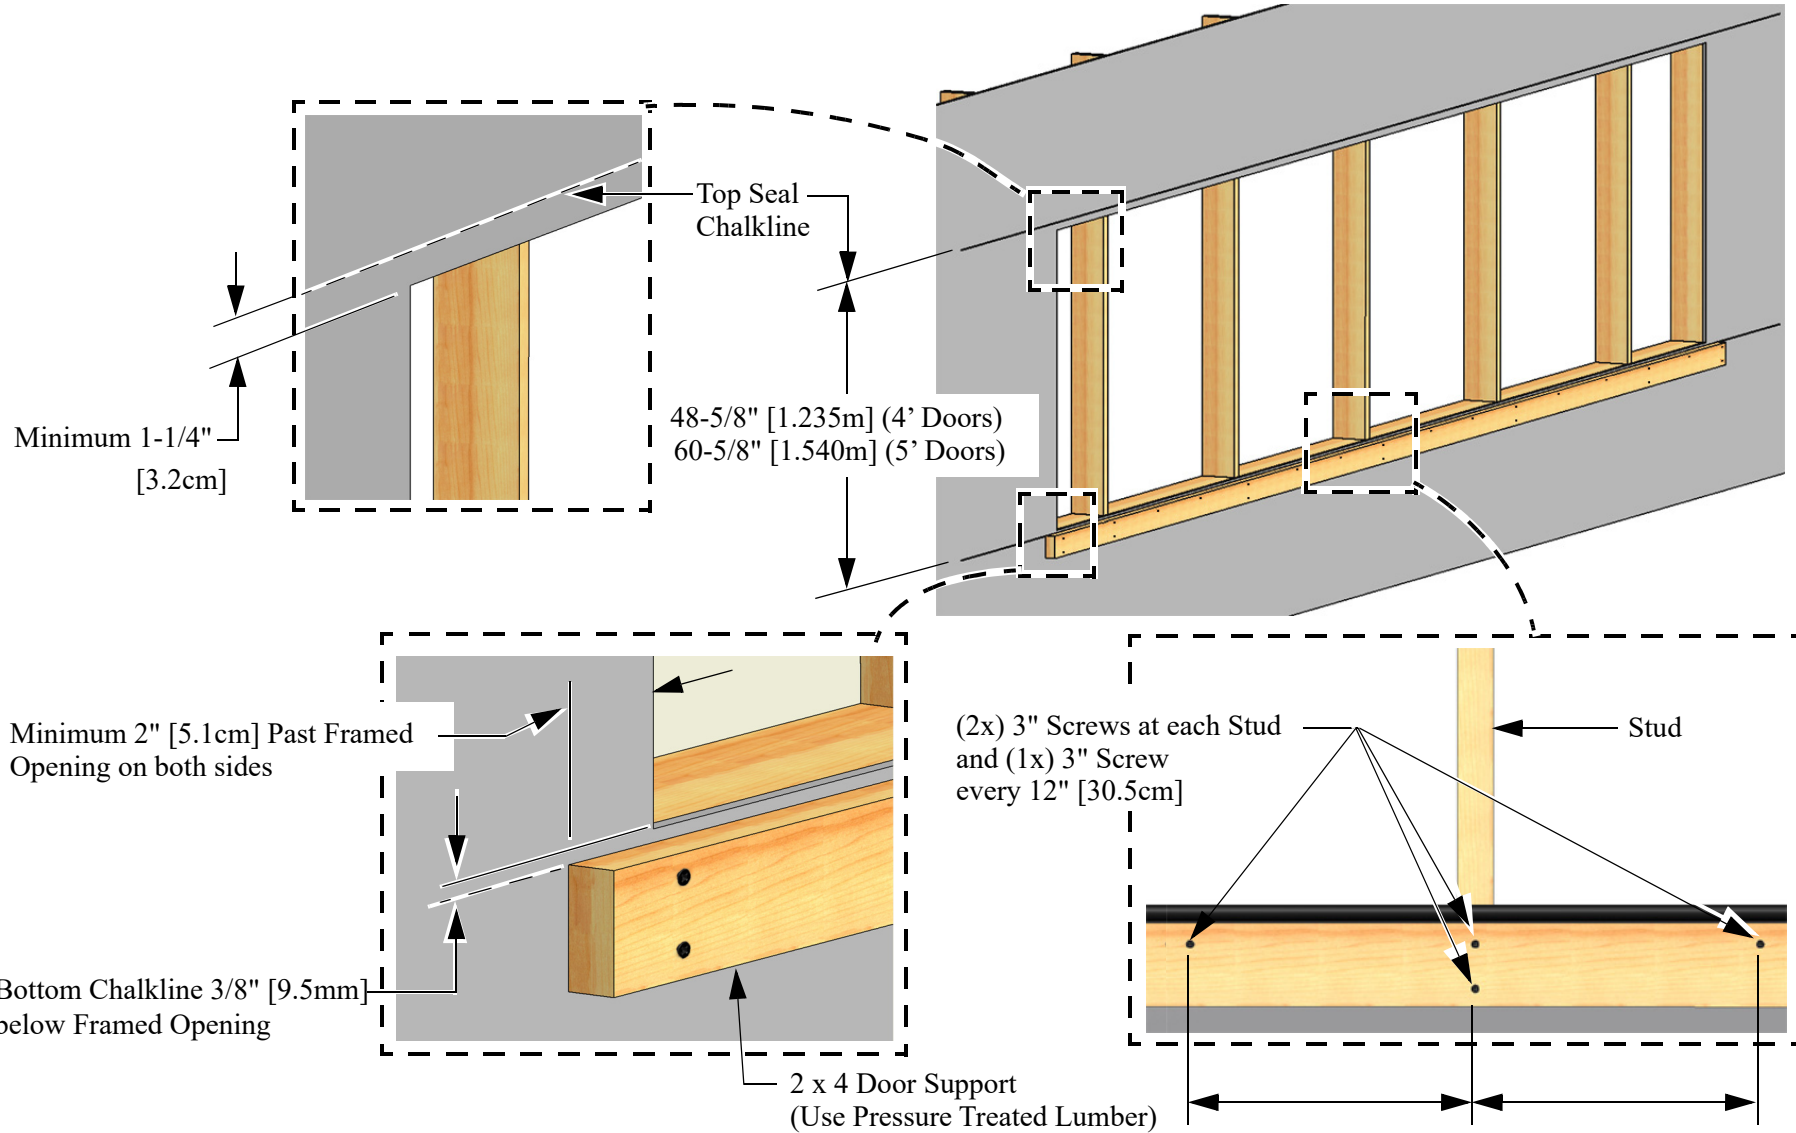 Top Seal
Chalkline
Minimum 1-1/4"
[3.2cm]
48-5/8" [1.235m] (4’ Doors)
60-5/8" [1.540m] (5’ Doors)
Minimum 2" [5.1cm] Past Framed
Opening on both sides
Bottom Chalkline 3/8" [9.5mm]
below Framed Opening
2 x 4 Door Support
(Use Pressure Treated Lumber)
(2x) 3" Screws at each Stud
and (1x) 3" Screw
every 12" [30.5cm]
Stud